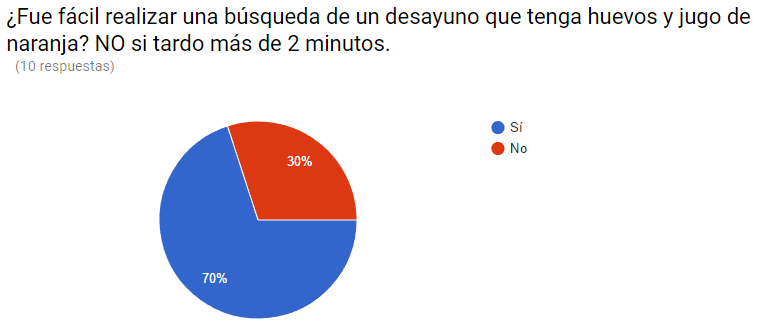 ¿Fue fácil realizar una búsqueda de un desayuno que tenga huevos y jugo de
naranja? NO si tardo más de 2 minutos.
(10 respuestas)
Sí
No
30%
70%